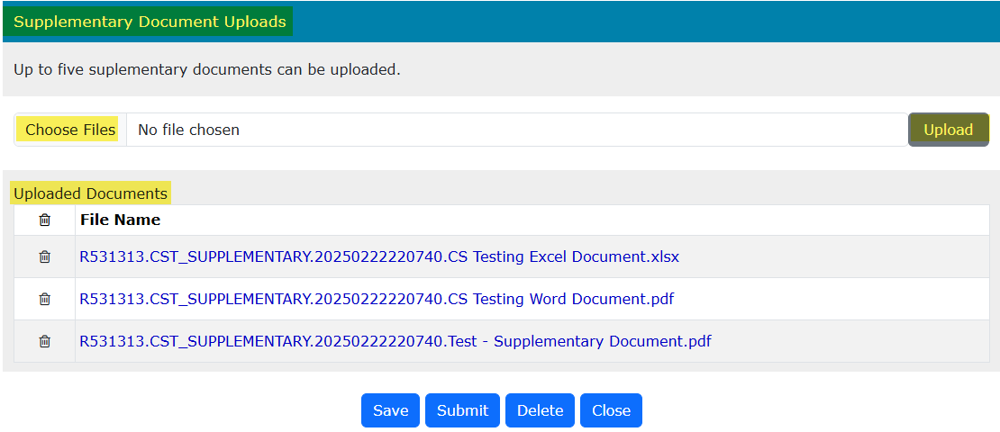 Supplementary Document Uploads
Up to five suplementary documents can be uploaded.
Choose Files No file chosen Upload
Uploaded Documents
File Name
R531313.CST_SUPPLEMENTARY.20250222220740.CS Testing Excel Document.xlsx
R531313.CST_SUPPLEMENTARY.20250222220740.CS Testing Word Document.pdf
R531313.CST_SUPPLEMENTARY.20250222220740.Test - Supplementary Document.pdf
Save Submit Delete Close